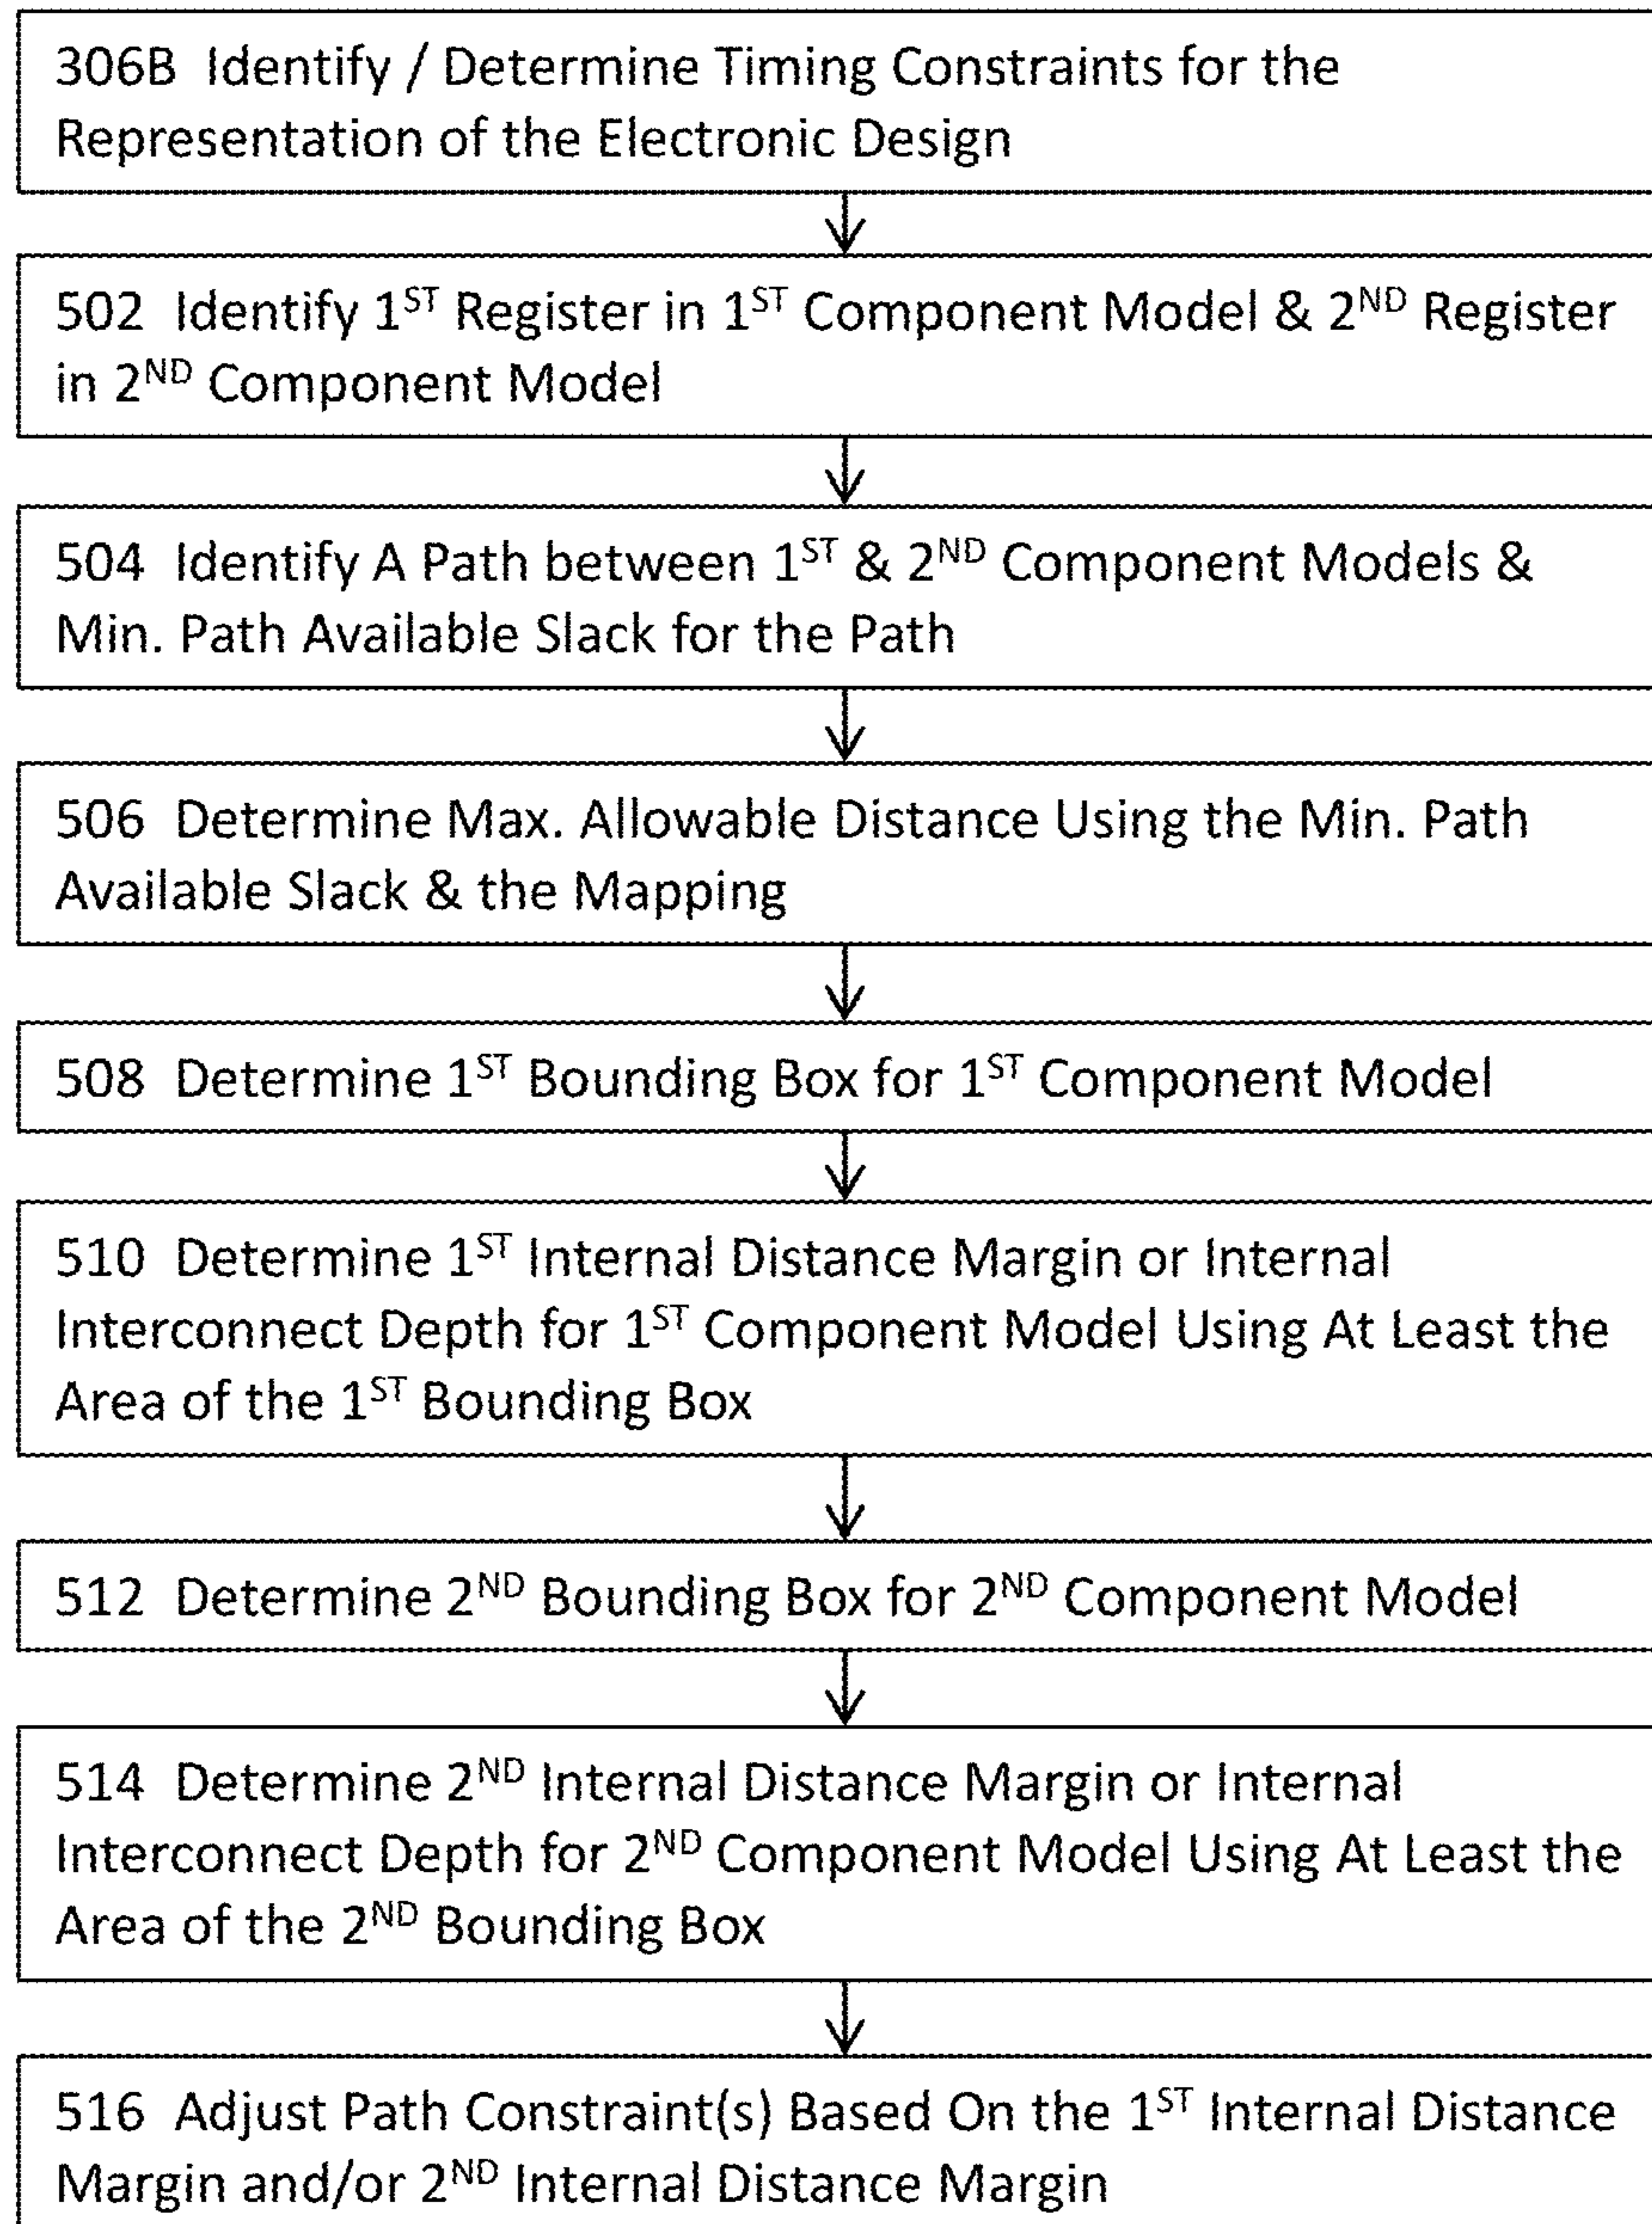 306B Identify / Determine Timing Constraints for the
Representation of the Electronic Design
502 Identify 1ST Register in 1ST Component Model & 2ND Register
in 2ND Component Model
504 Identify A Path between 1ST & 2ND Component Models &
Min. Path Available Slack for the Path
506 Determine Max. Allowable Distance Using the Min. Path
Available Slack & the Mapping
508 Determine 1ST Bounding Box for 1ST Component Model
510 Determine 1ST Internal Distance Margin or Internal
Interconnect Depth for 1ST Component Model Using At Least the
Area of the 1ST Bounding Box
512 Determine 2ND Bounding Box for 2ND Component Model
514 Determine 2ND Internal Distance Margin or Internal
Interconnect Depth for 2ND Component Model Using At Least the
Area of the 2ND Bounding Box
516 Adjust Path Constraint(s) Based On the 1ST Internal Distance
Margin and/or 2ND Internal Distance Margin